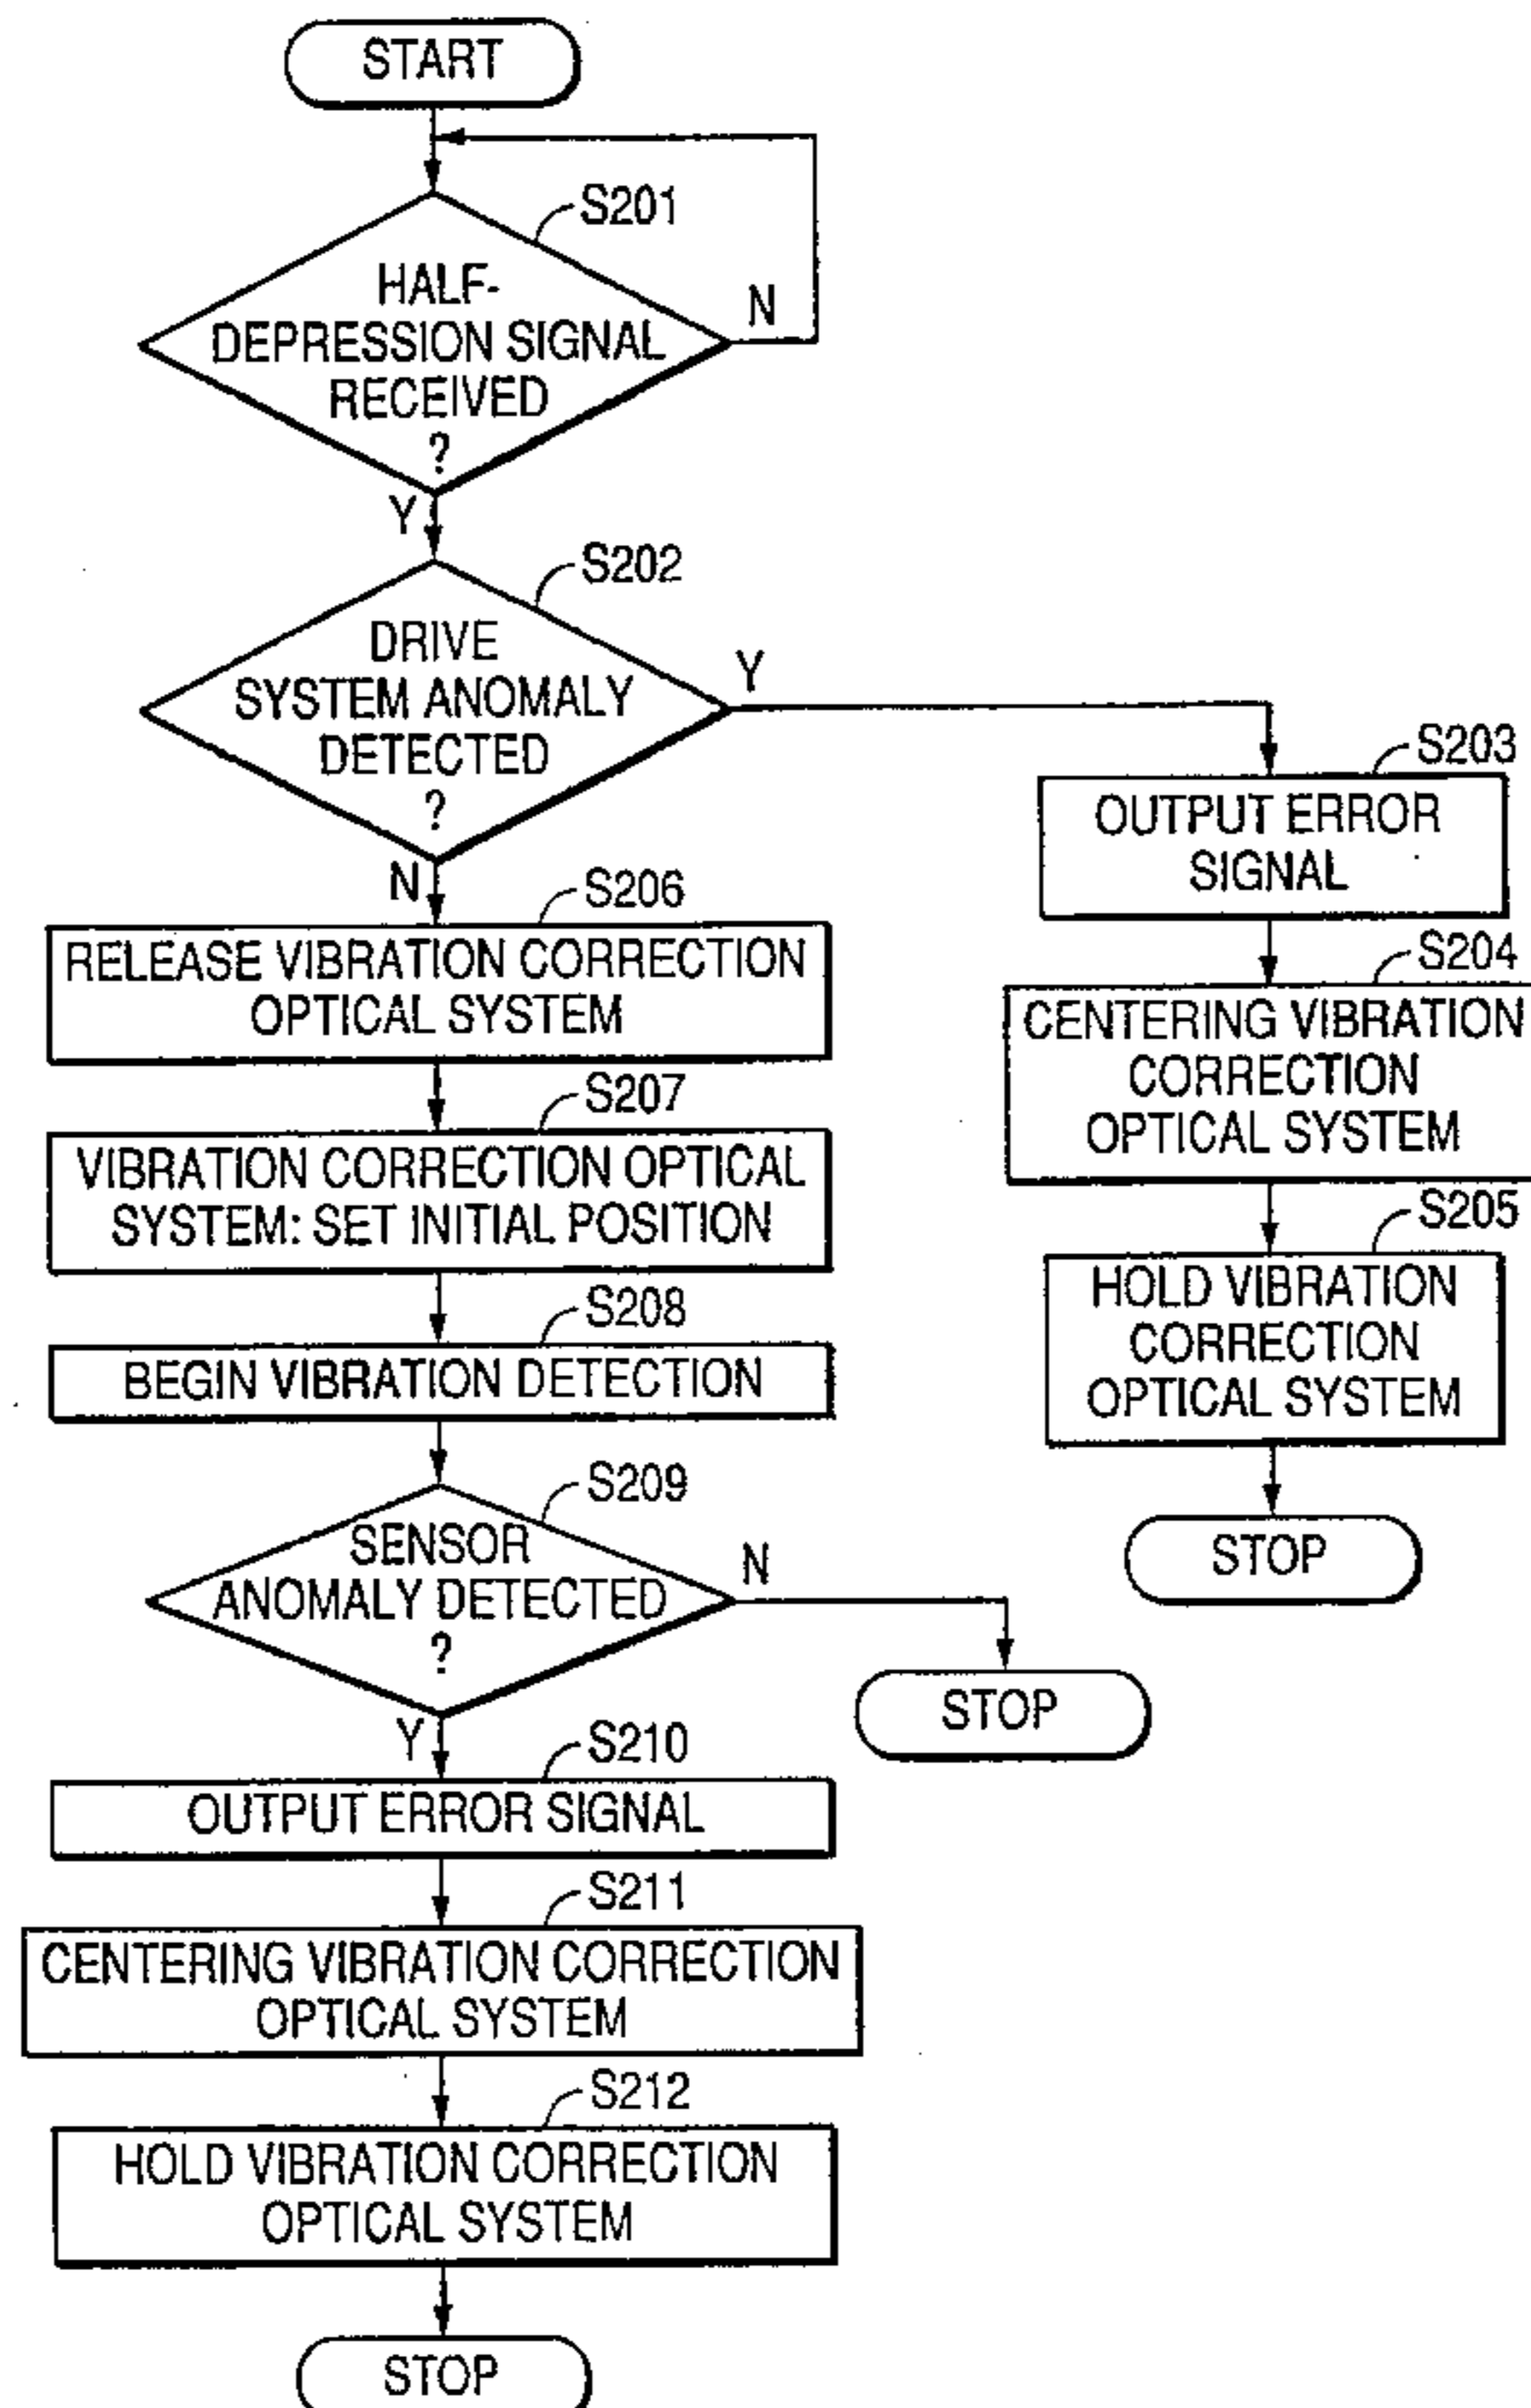 START
S201
HALF-
DEPRESSION SIGNAL
RECEIVED
?
N
Y
S202
DRIVE
SYSTEM ANOMALY
DETECTED
?
Y
N
S203
OUTPUT ERROR
SIGNAL
S204
CENTERING VIBRATION
CORRECTION
OPTICAL SYSTEM
S205
HOLD VIBRATION
CORRECTION
OPTICAL SYSTEM
STOP
S206
RELEASE VIBRATION CORRECTION
OPTICAL SYSTEM
S207
VIBRATION CORRECTION OPTICAL
SYSTEM: SET INITIAL POSITION
S208
BEGIN VIBRATION DETECTION
S209
SENSOR
ANOMALY DETECTED
?
N
STOP
Y
S210
OUTPUT ERROR SIGNAL
S211
CENTERING VIBRATION CORRECTION
OPTICAL SYSTEM
S212
HOLD VIBRATION CORRECTION
OPTICAL SYSTEM
STOP